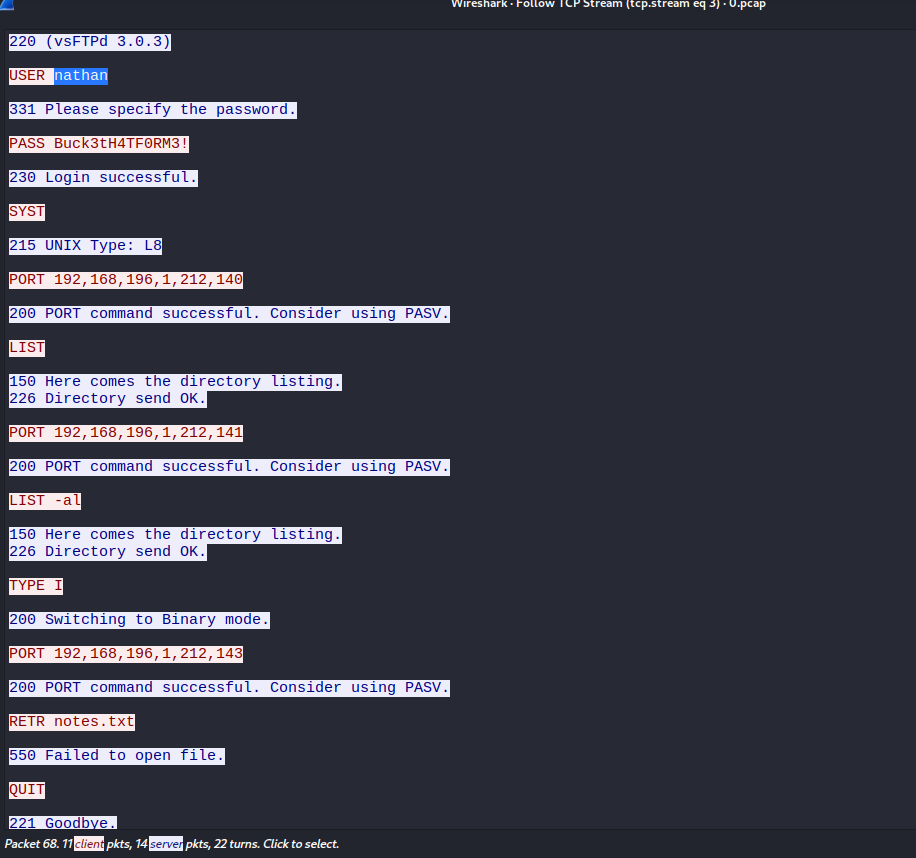 Wireshark · Follow TCP Stream (tcp.stream eq 3) · 0.pcap
220 (vsFTPd 3.0.3)
USER nathan
331 Please specify the password.
PASS Buck3tH4TF0RM3!
230 Login successful.
SYST
215 UNIX Type: L8
PORT 192,168,196,1,212,140
200 PORT command successful. Consider using PASV.
LIST
150 Here comes the directory listing.
226 Directory send OK.
PORT 192,168,196,1,212,141
200 PORT command successful. Consider using PASV.
LIST -al
150 Here comes the directory listing.
226 Directory send OK.
TYPE I
200 Switching to Binary mode.
PORT 192,168,196,1,212,143
200 PORT command successful. Consider using PASV.
RETR notes.txt
550 Failed to open file.
QUIT
221 Goodbye.
Packet 68. 11 client pkts, 14 server pkts, 22 turns. Click to select.